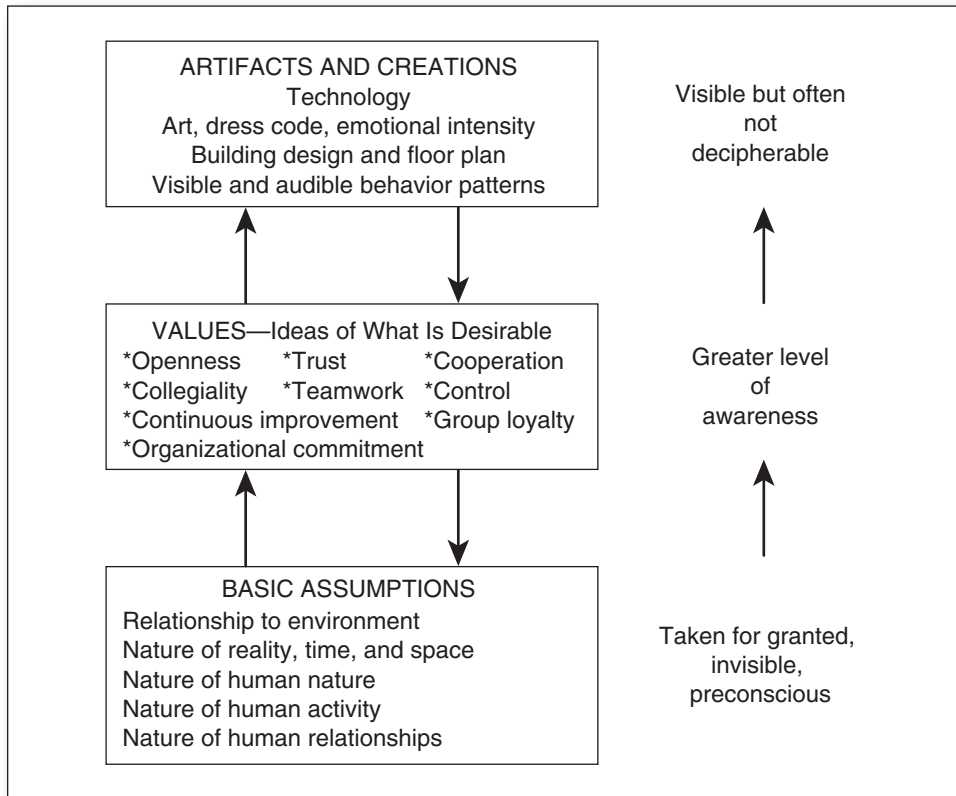 ARTIFACTS AND CREATIONS
Technology
Art, dress code, emotional intensity
Building design and floor plan
Visible and audible behavior patterns
Visible but often
not
decipherable
VALUES—Ideas of What Is Desirable
*Openness *Trust *Cooperation
*Collegiality *Teamwork *Control
*Continuous improvement *Group loyalty
*Organizational commitment
Greater level
of
awareness
BASIC ASSUMPTIONS
Relationship to environment
Nature of reality, time, and space
Nature of human nature
Nature of human activity
Nature of human relationships
Taken for granted,
invisible,
preconscious